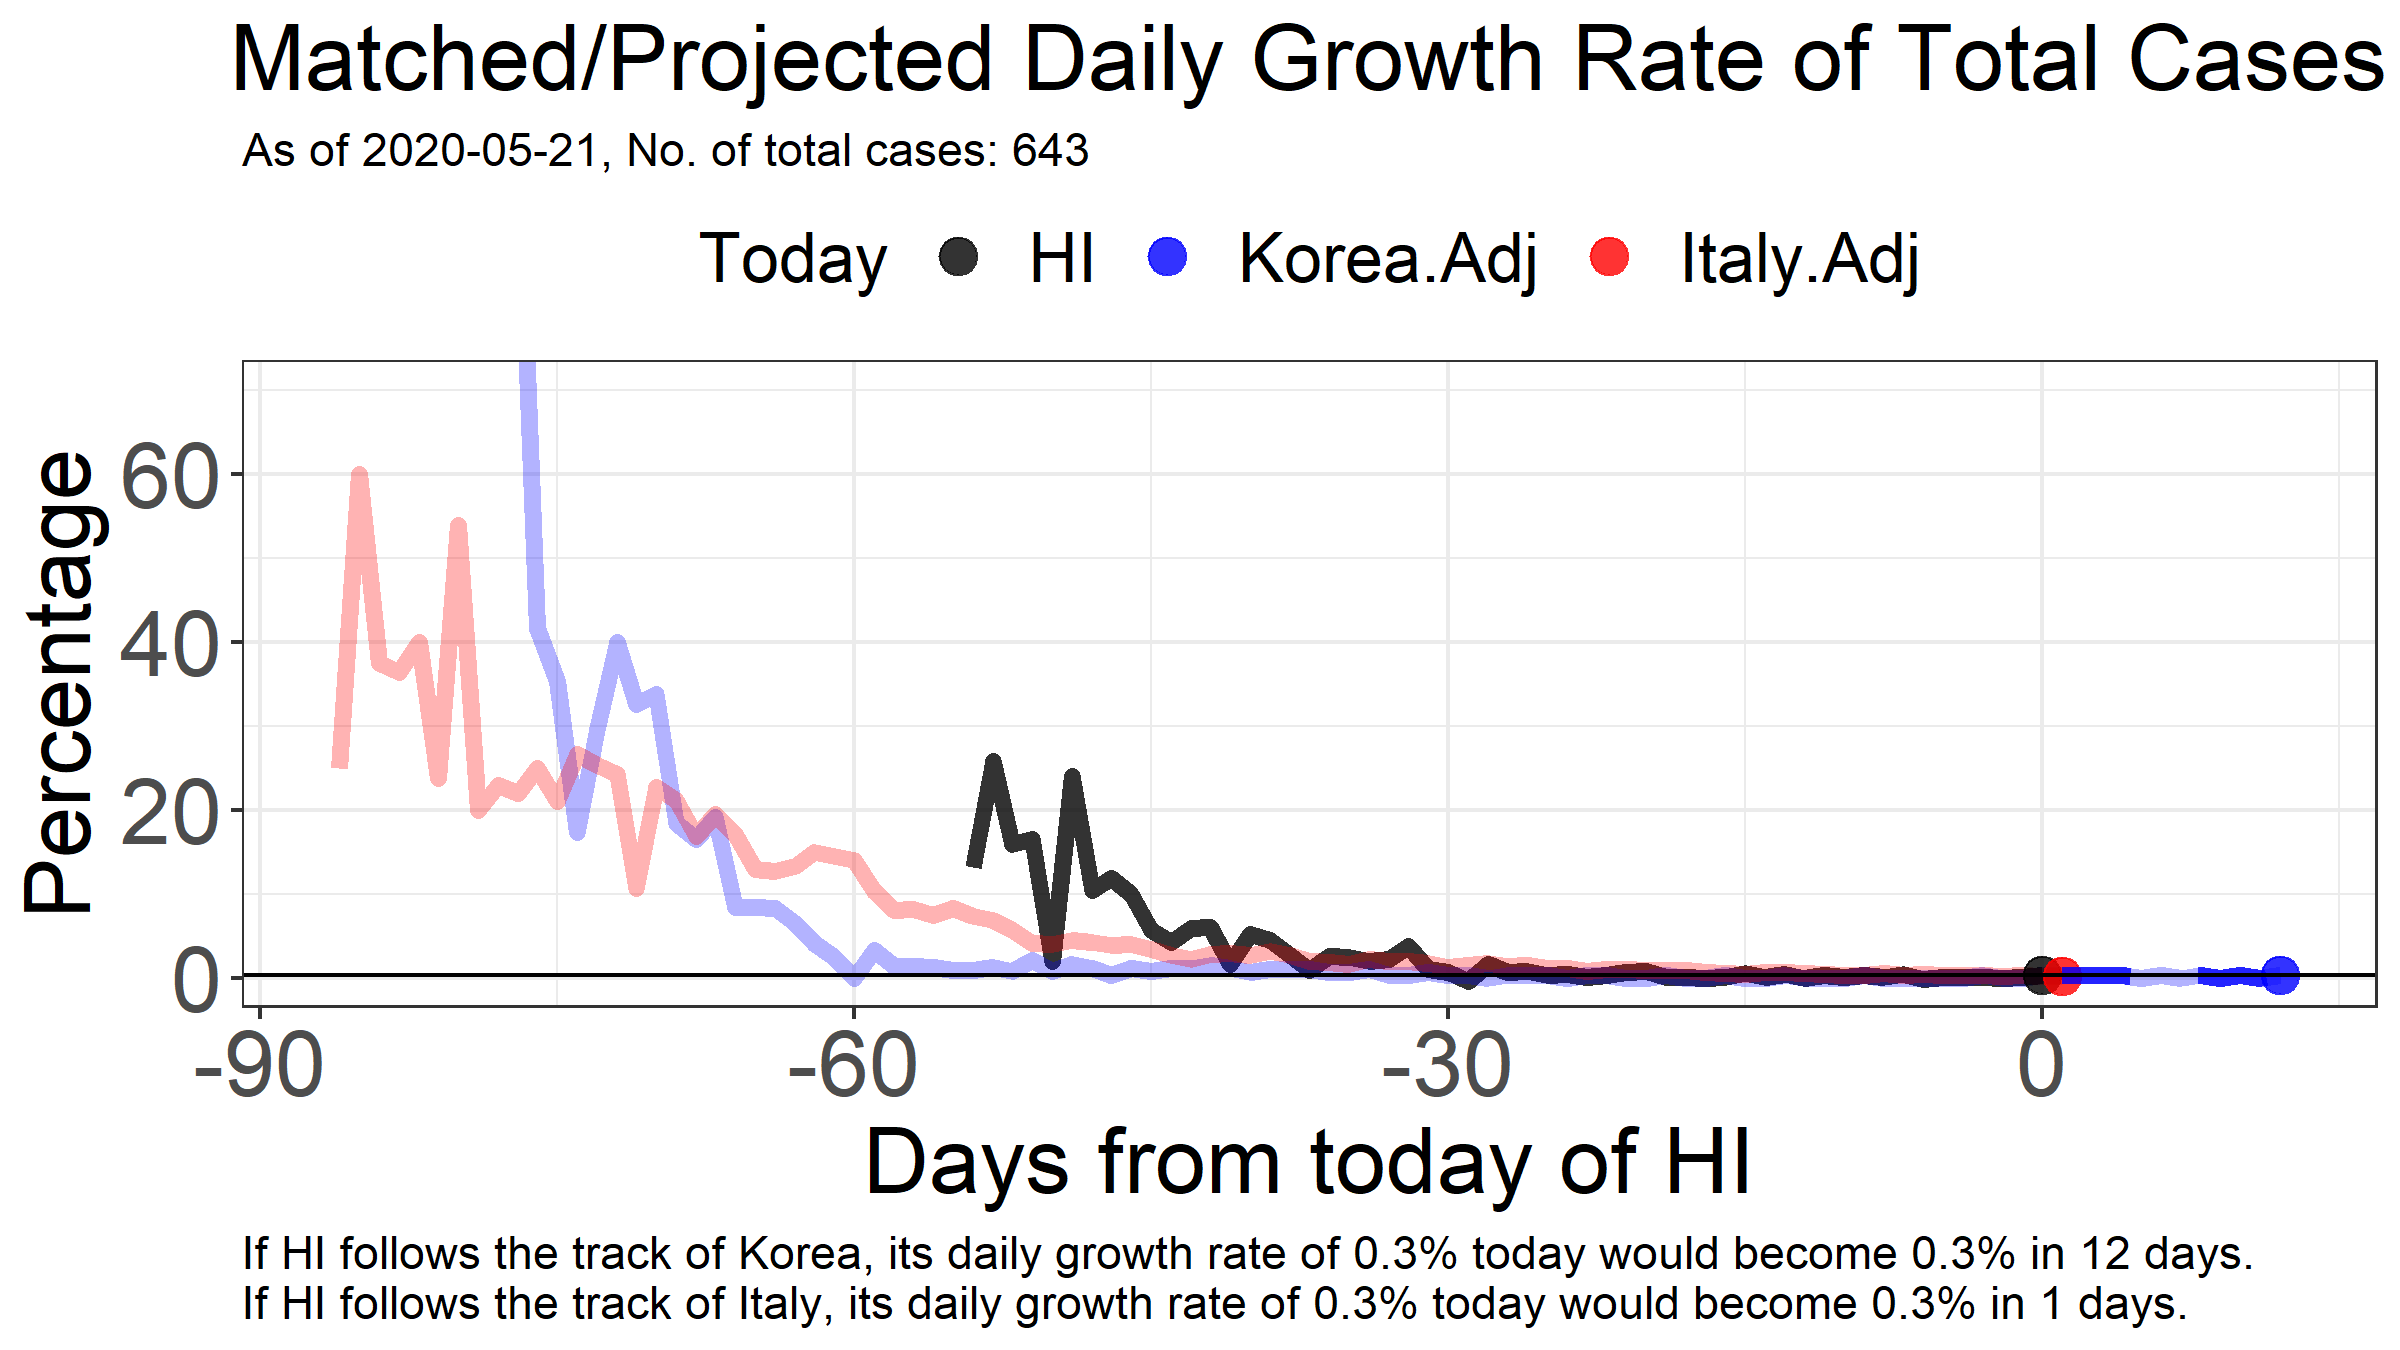 Matched/Projected Daily Growth Rate of Total Cases
As of 2020-05-21, No. of total cases: 643
Today HI Korea.Adj Italy.Adj
Percentage
60
40
20
0
-90 -60 -30 0
Days from today of HI
If HI follows the track of Korea, its daily growth rate of 0.3% today would become 0.3% in 12 days.
If HI follows the track of Italy, its daily growth rate of 0.3% today would become 0.3% in 1 days.